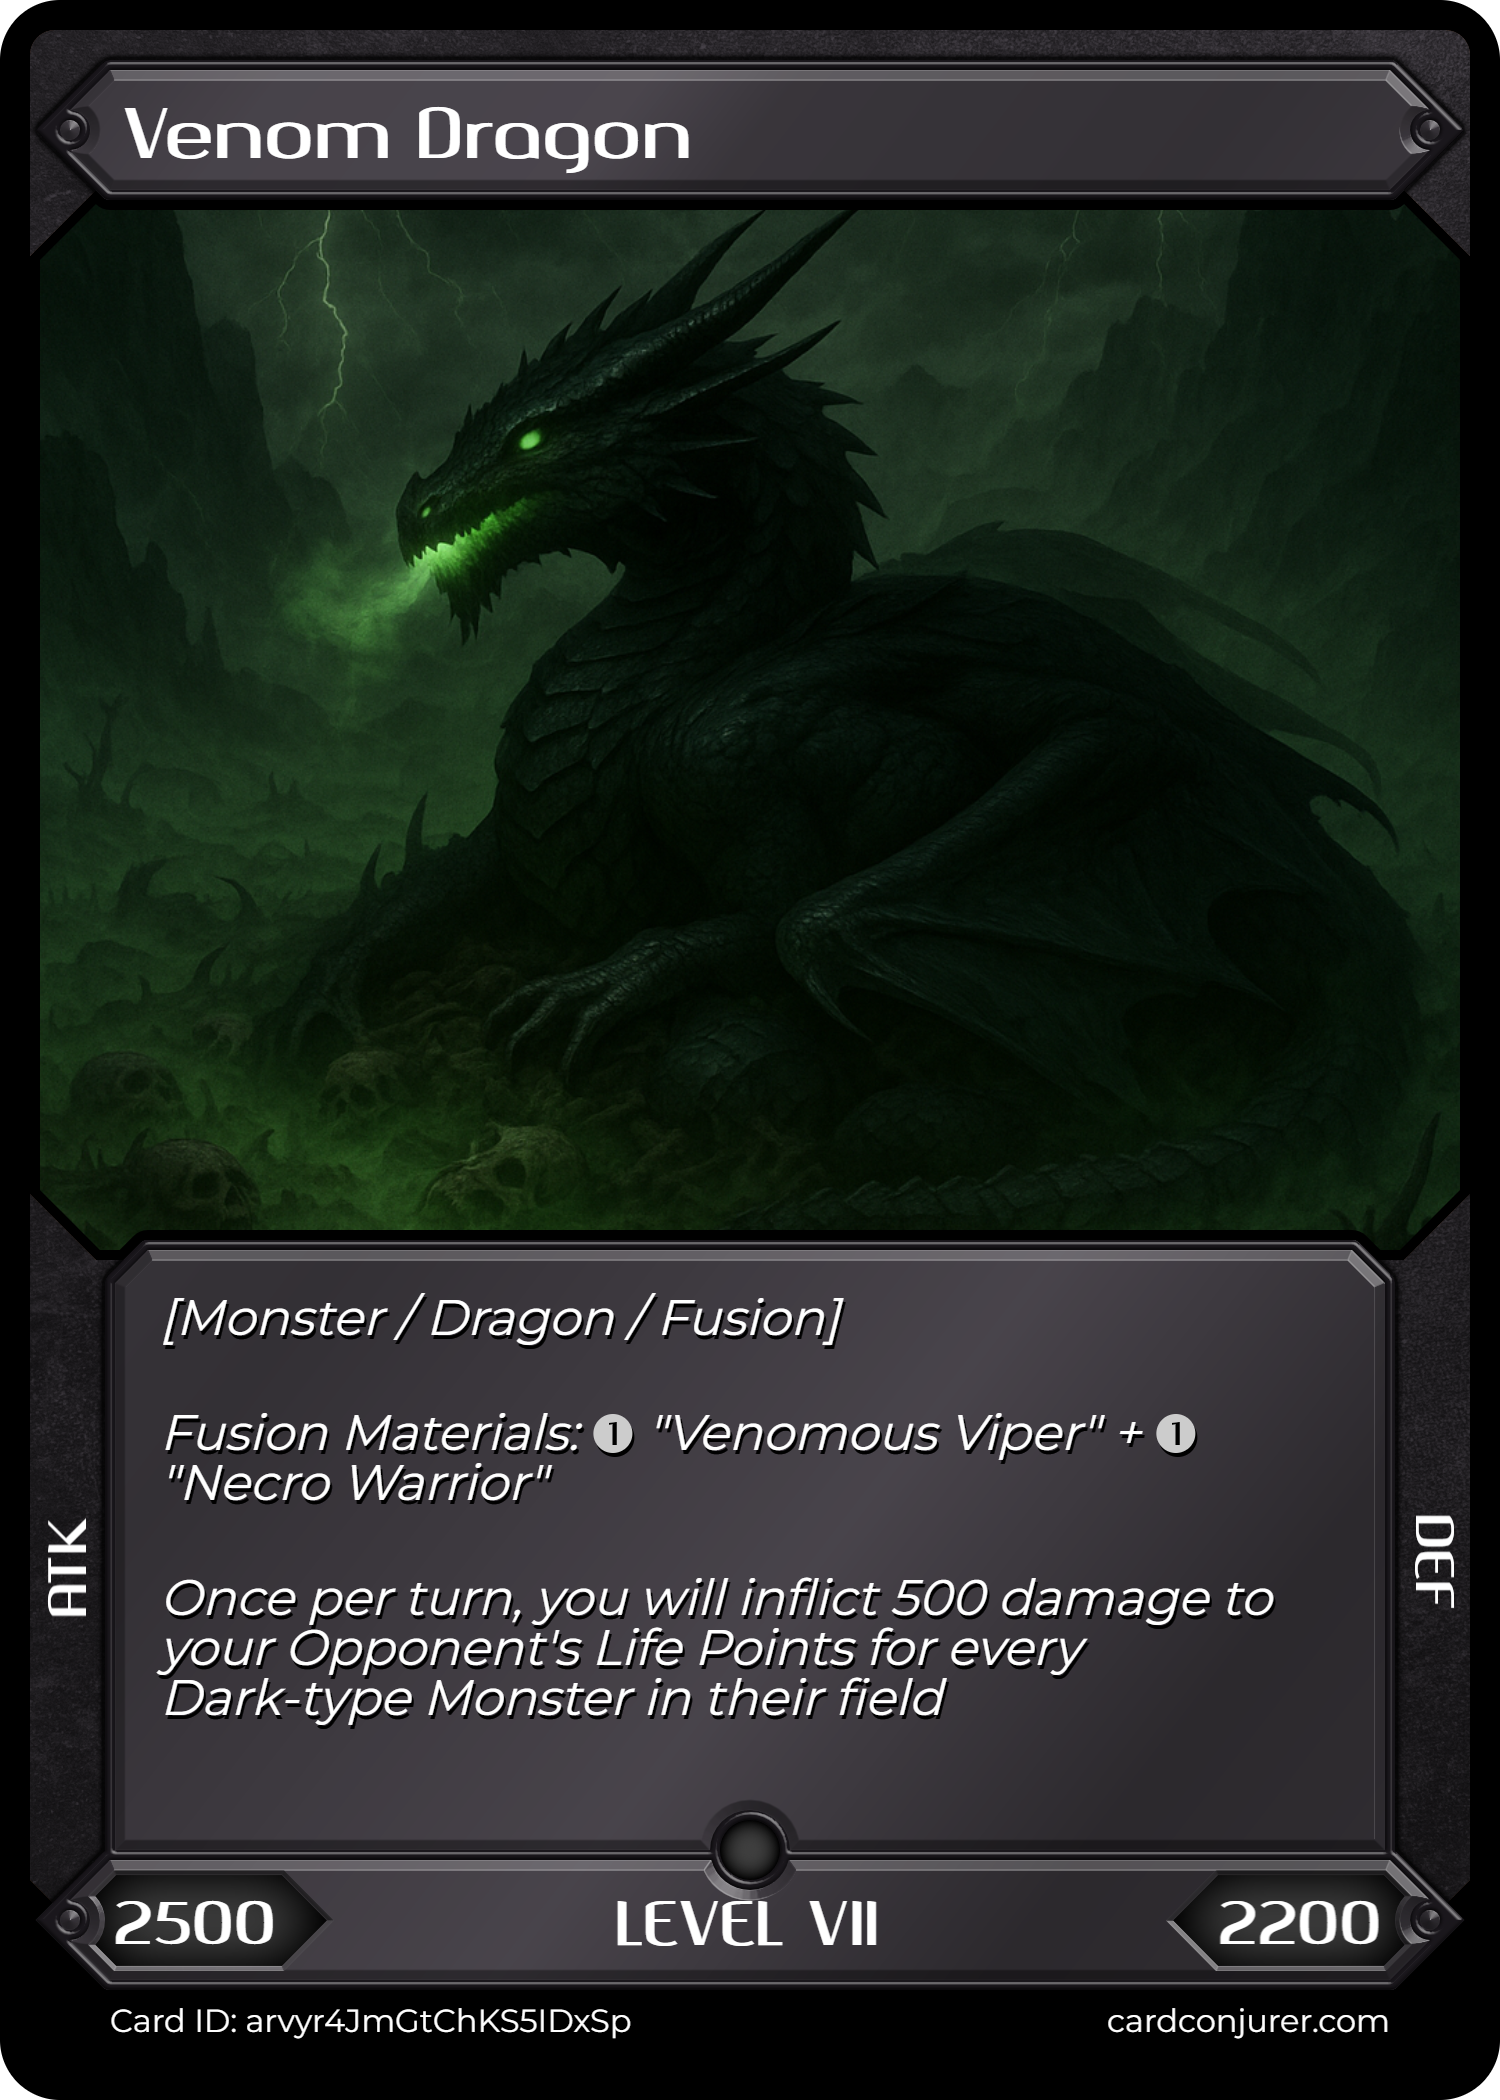 Venom Dragon
[Monster / Dragon / Fusion]
Fusion Materials: 1 "Venomous Viper" + 1
"Necro Warrior"
Once per turn, you will inflict 500 damage to
your Opponent's Life Points for every
Dark-type Monster in their field
ATK
DEF
2500
LEVEL VII
2200
Card ID: arvyr4JmGtChKS5IDxSp
cardconjurer.com